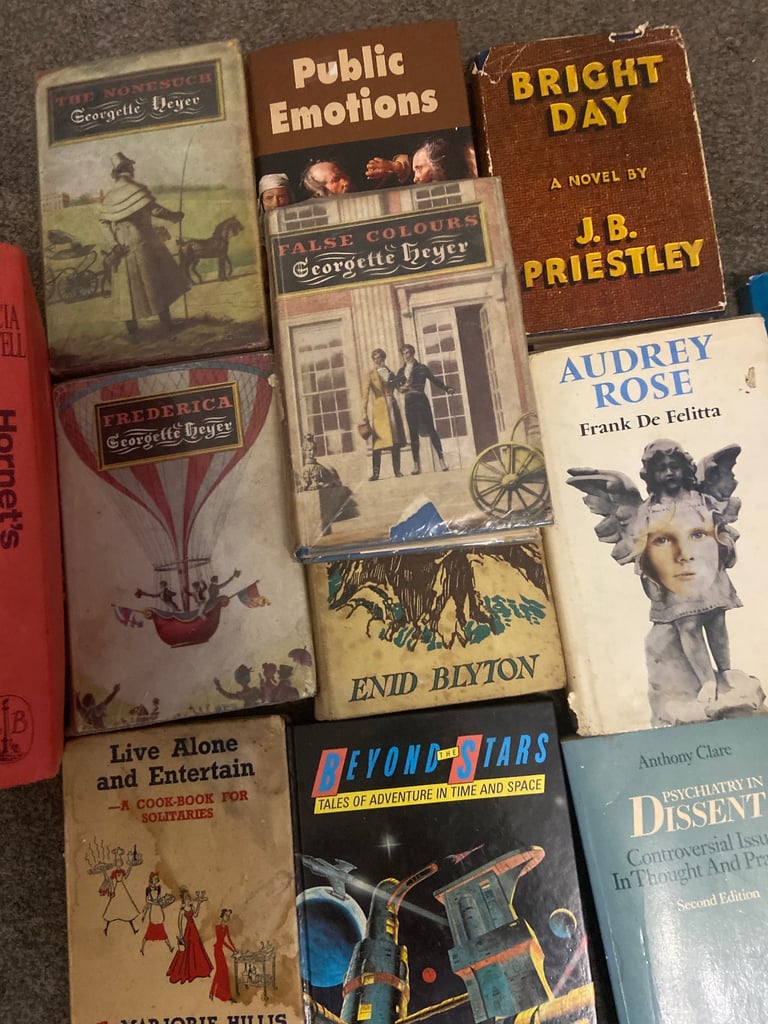 THE NONESUCH
Georgette Heyer
Public
Emotions
BRIGHT
DAY
A NOVEL BY
J.B.
PRIESTLEY
FALSE COLOURS
Georgette Heyer
Hornet's
FREDERICA
Georgette Heyer
AUDREY
ROSE
Frank De Felitta
ENID BLYTON
Live Alone
and Entertain
—A COOK-BOOK FOR
SOLITARIES
MARJORIE HILLIS
BEYOND THE STARS
TALES OF ADVENTURE IN TIME AND SPACE
Anthony Clare
PSYCHIATRY IN
DISSENT
Controversial Issu
In Thought And Pra
Second Edition